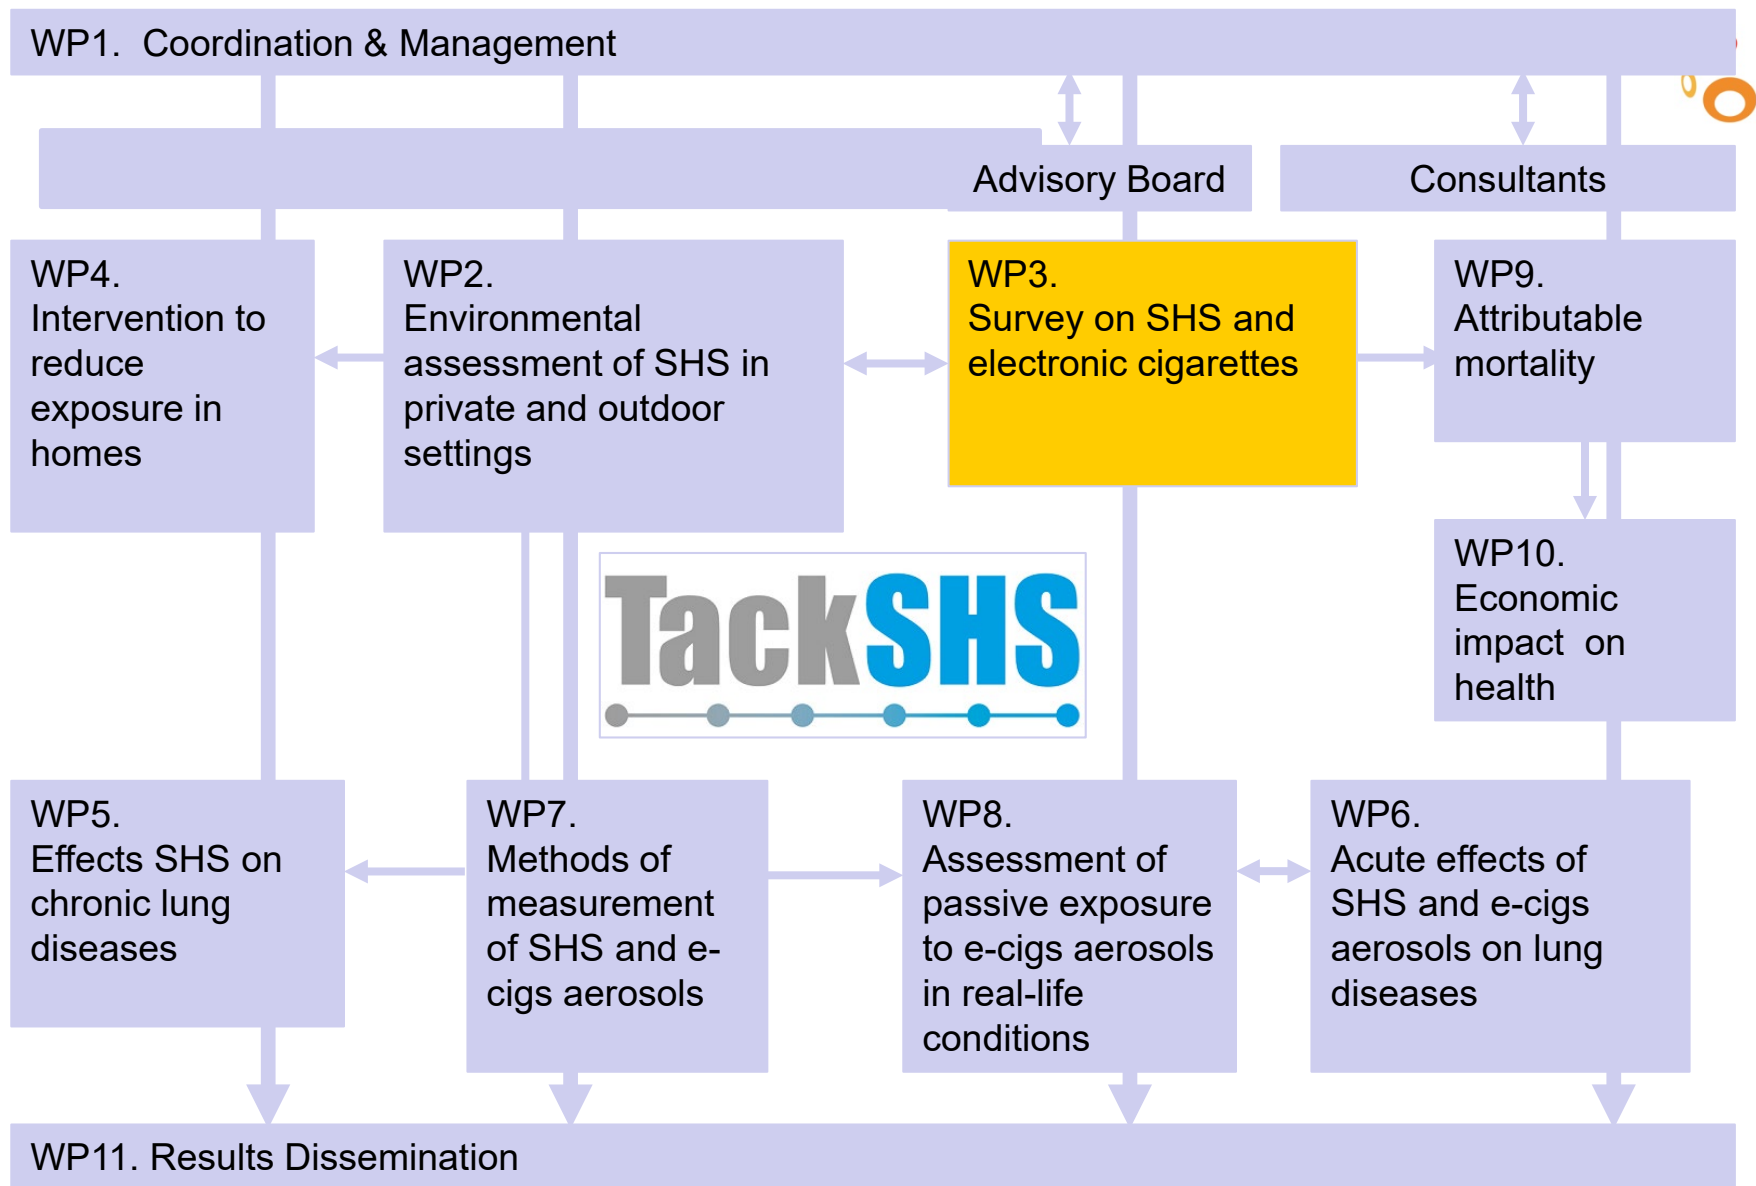 WP1. Coordination & Management
Advisory Board
Consultants
WP4.
Intervention to
reduce
exposure in
homes
WP2.
Environmental
assessment of SHS in
private and outdoor
settings
WP3.
Survey on SHS and
electronic cigarettes
WP9.
Attributable
mortality
WP10.
Economic
impact on
health
TackSHS
WP5.
Effects SHS on
chronic lung
diseases
WP7.
Methods of
measurement
of SHS and e-
cigs aerosols
WP8.
Assessment of
passive exposure
to e-cigs aerosols
in real-life
conditions
WP6.
Acute effects of
SHS and e-cigs
aerosols on lung
diseases
WP11. Results Dissemination